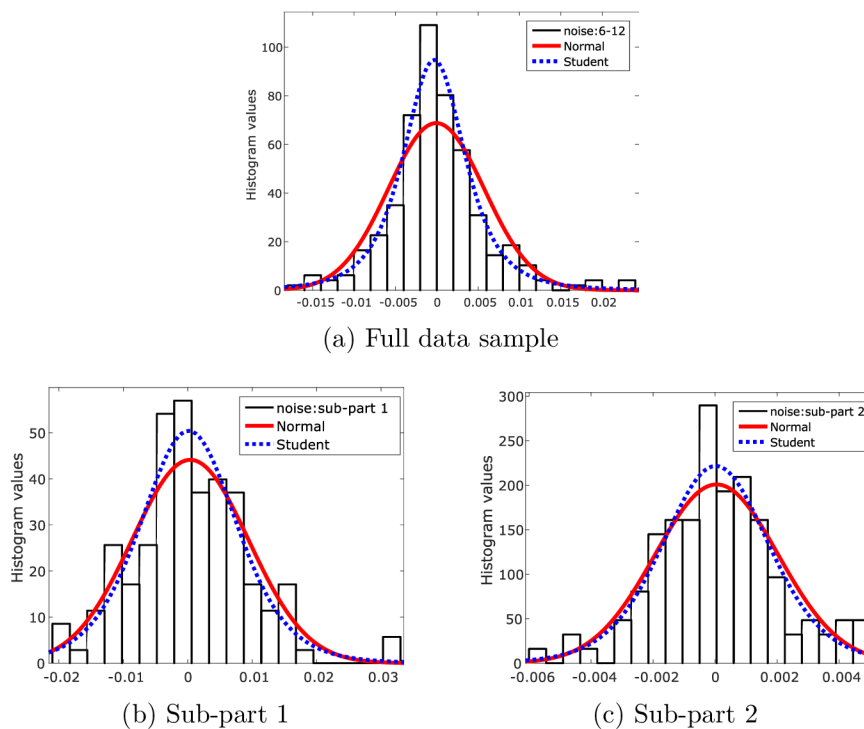 noise:6-12
Normal
Student
Histogram values
100
80
60
40
20
0
-0.015 -0.01 -0.005 0 0.005 0.01 0.015 0.02
(a) Full data sample
noise:sub-part 1
Normal
Student
Histogram values
50
40
30
20
10
0
-0.02 -0.01 0 0.01 0.02 0.03
(b) Sub-part 1
noise:sub-part 2
Normal
Student
Histogram values
300
250
200
150
100
50
0
-0.006 -0.004 -0.002 0 0.002 0.004
(c) Sub-part 2